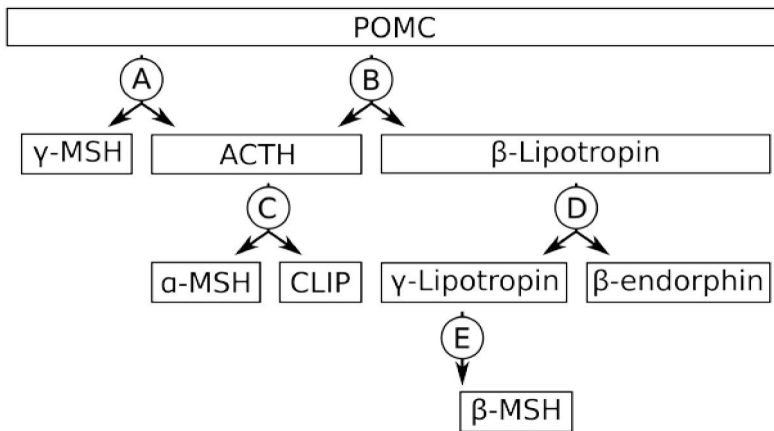 POMC
A B
γ-MSH ACTH β-Lipotropin
C D
α-MSH CLIP γ-Lipotropin β-endorphin
E
β-MSH